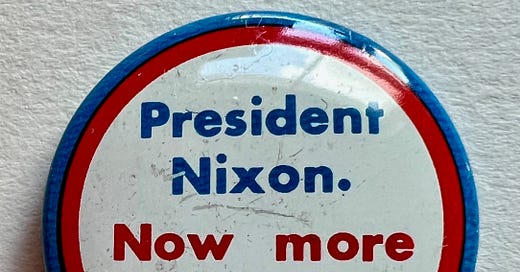 President
Nixon.
Now more